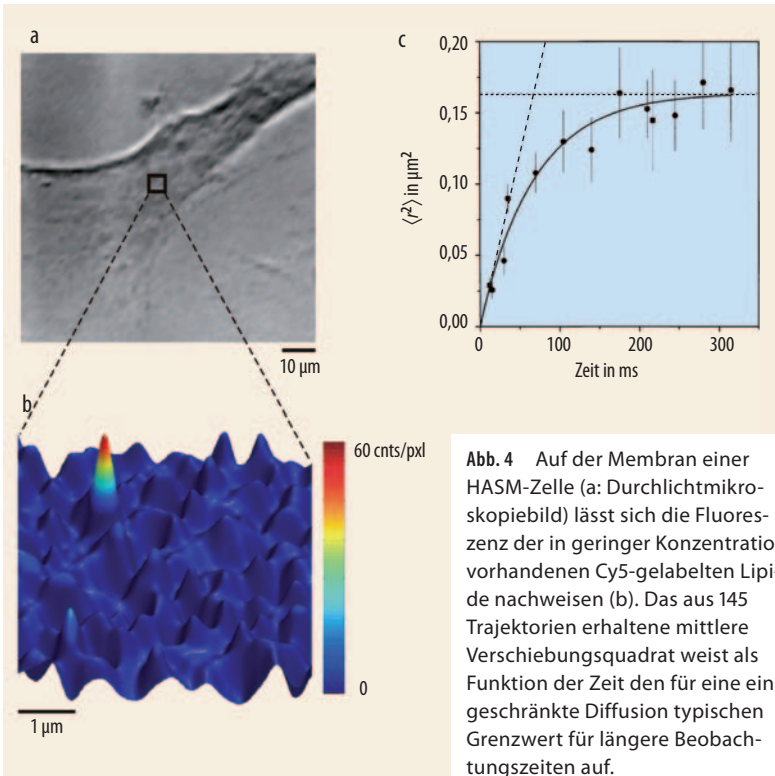 a
10 µm
b
60 cnts/pxl
0
1 µm
c
0,20
0,15
0,10
0,05
0,00
⟨r²⟩ in µm²
0
100
200
300
Zeit in ms
Abb. 4 Auf der Membran einer
HASM-Zelle (a: Durchlichtmikro-
skopiebild) lässt sich die Fluores-
zenz der in geringer Konzentratio
vorhandenen Cy5-gelabelten Lipi
de nachweisen (b). Das aus 145
Trajektorien erhaltene mittlere
Verschiebungsquadrat weist als
Funktion der Zeit den für eine ein
geschränkte Diffusion typischen
Grenzwert für längere Beobach-
tungszeiten auf.